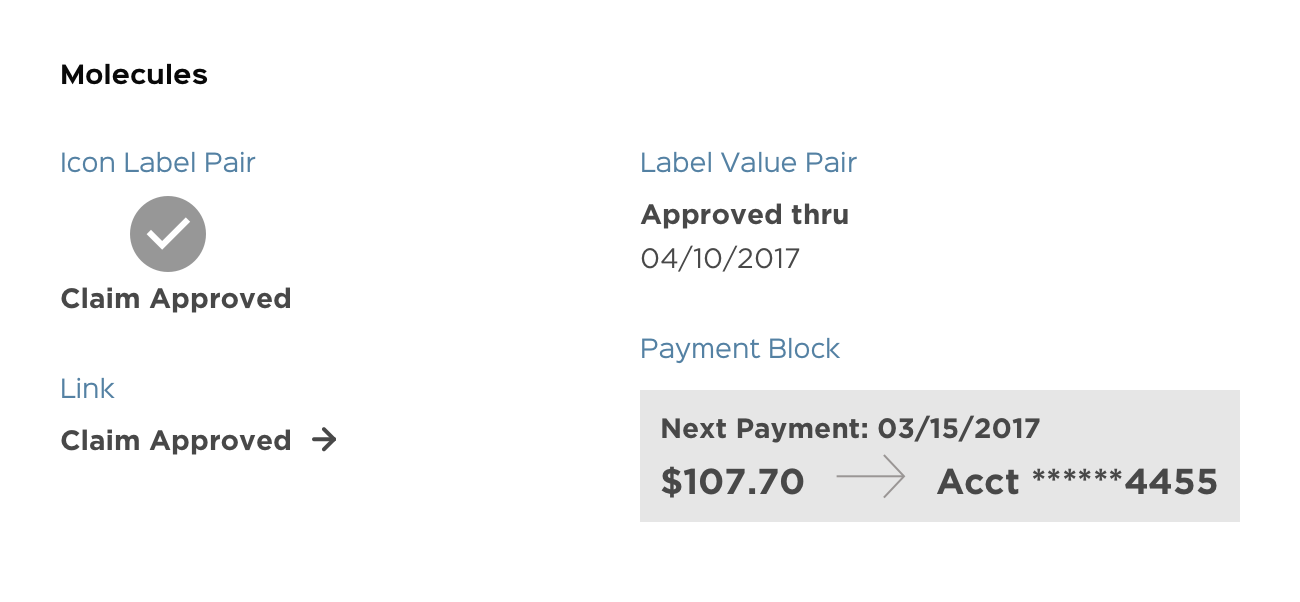 Molecules
Icon Label Pair
Claim Approved
Link
Claim Approved
Label Value Pair
Approved thru
04/10/2017
Payment Block
Next Payment: 03/15/2017
$107.70 Acct ******4455